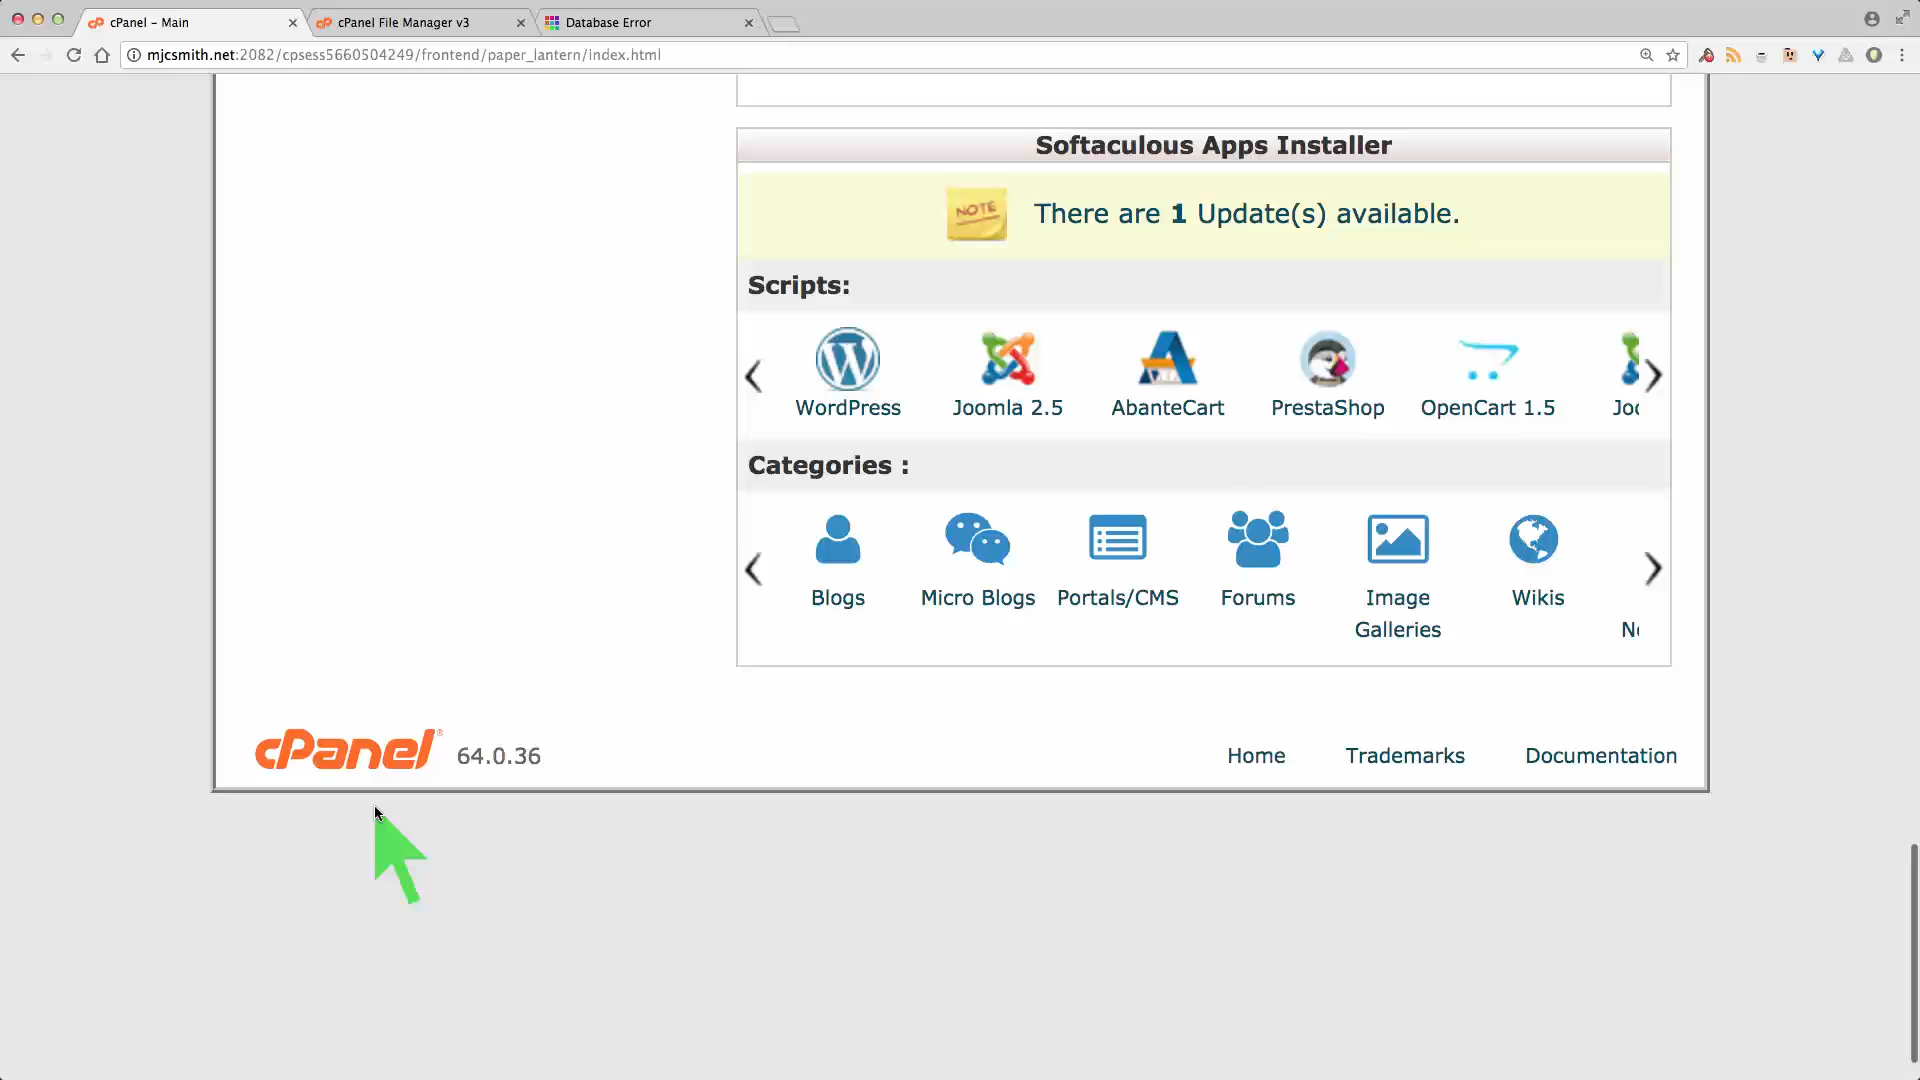 cPanel - Main
cPanel File Manager v3
Database Error
mjcsmith.net:2082/cpsess5660504249/frontend/paper_lantern/index.html
Softaculous Apps Installer
NOTE
There are 1 Update(s) available.
Scripts:
WordPress
Joomla 2.5
AbanteCart
PrestaShop
OpenCart 1.5
Categories :
Blogs
Micro Blogs
Portals/CMS
Forums
Image
Galleries
Wikis
cPanel® 64.0.36
Home
Trademarks
Documentation